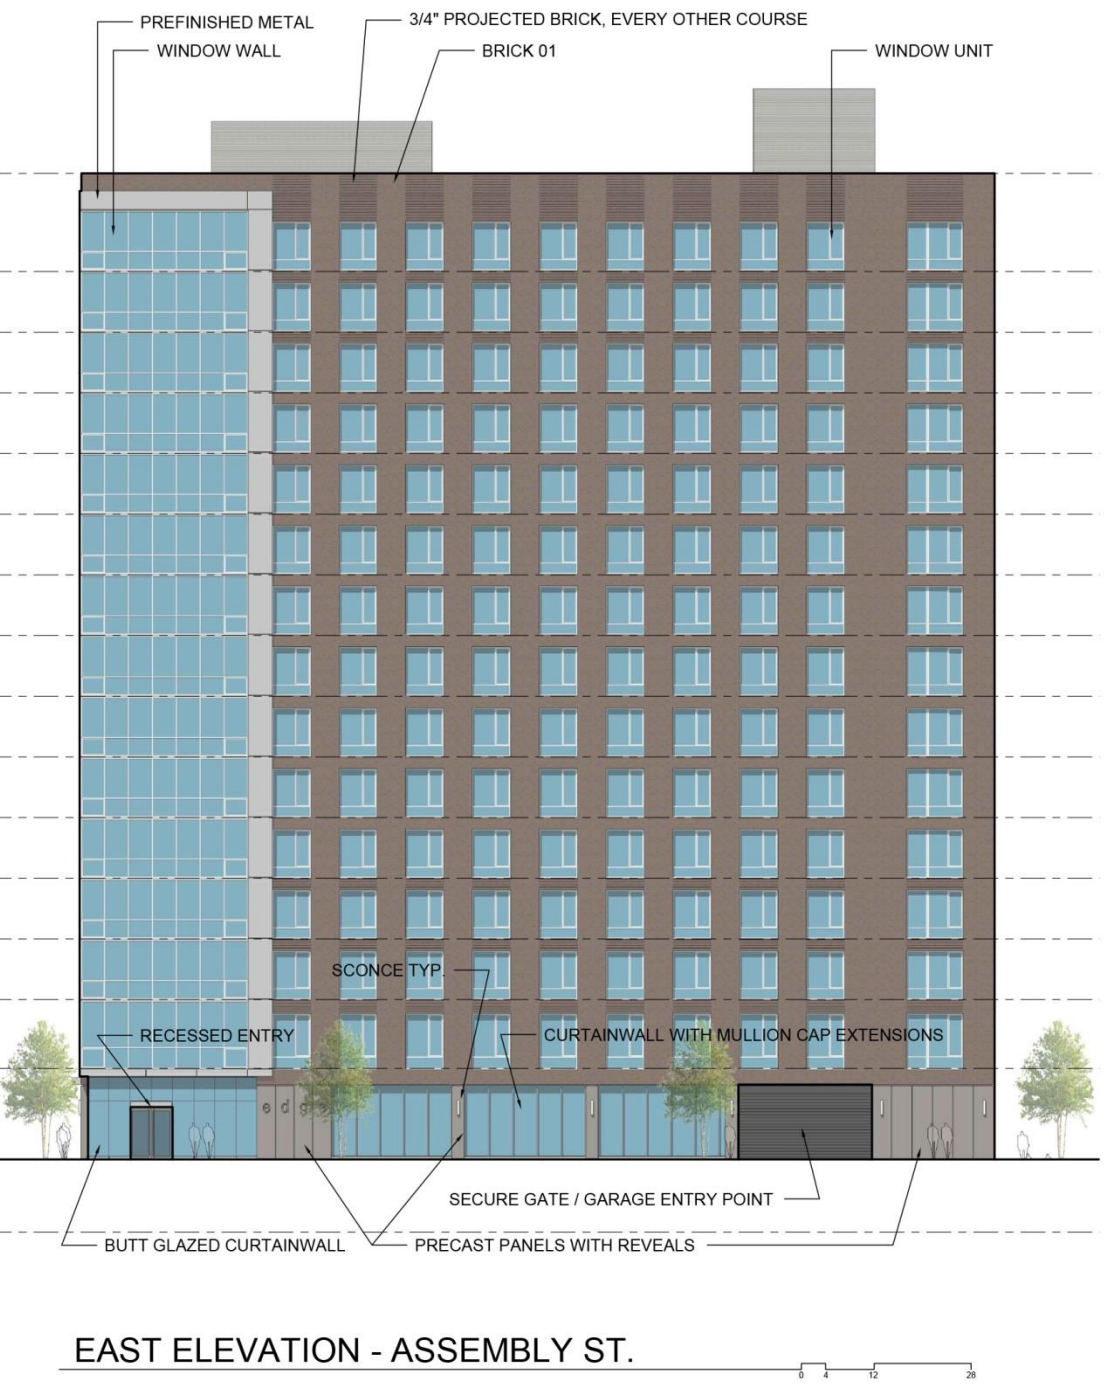 PREFINISHED METAL
3/4" PROJECTED BRICK, EVERY OTHER COURSE
WINDOW WALL
BRICK 01
WINDOW UNIT
SCONCE TYP.
RECESSED ENTRY
CURTAINWALL WITH MULLION CAP EXTENSIONS
e d g
SECURE GATE / GARAGE ENTRY POINT
BUTT GLAZED CURTAINWALL
PRECAST PANELS WITH REVEALS
EAST ELEVATION - ASSEMBLY ST.
0 4 12 28